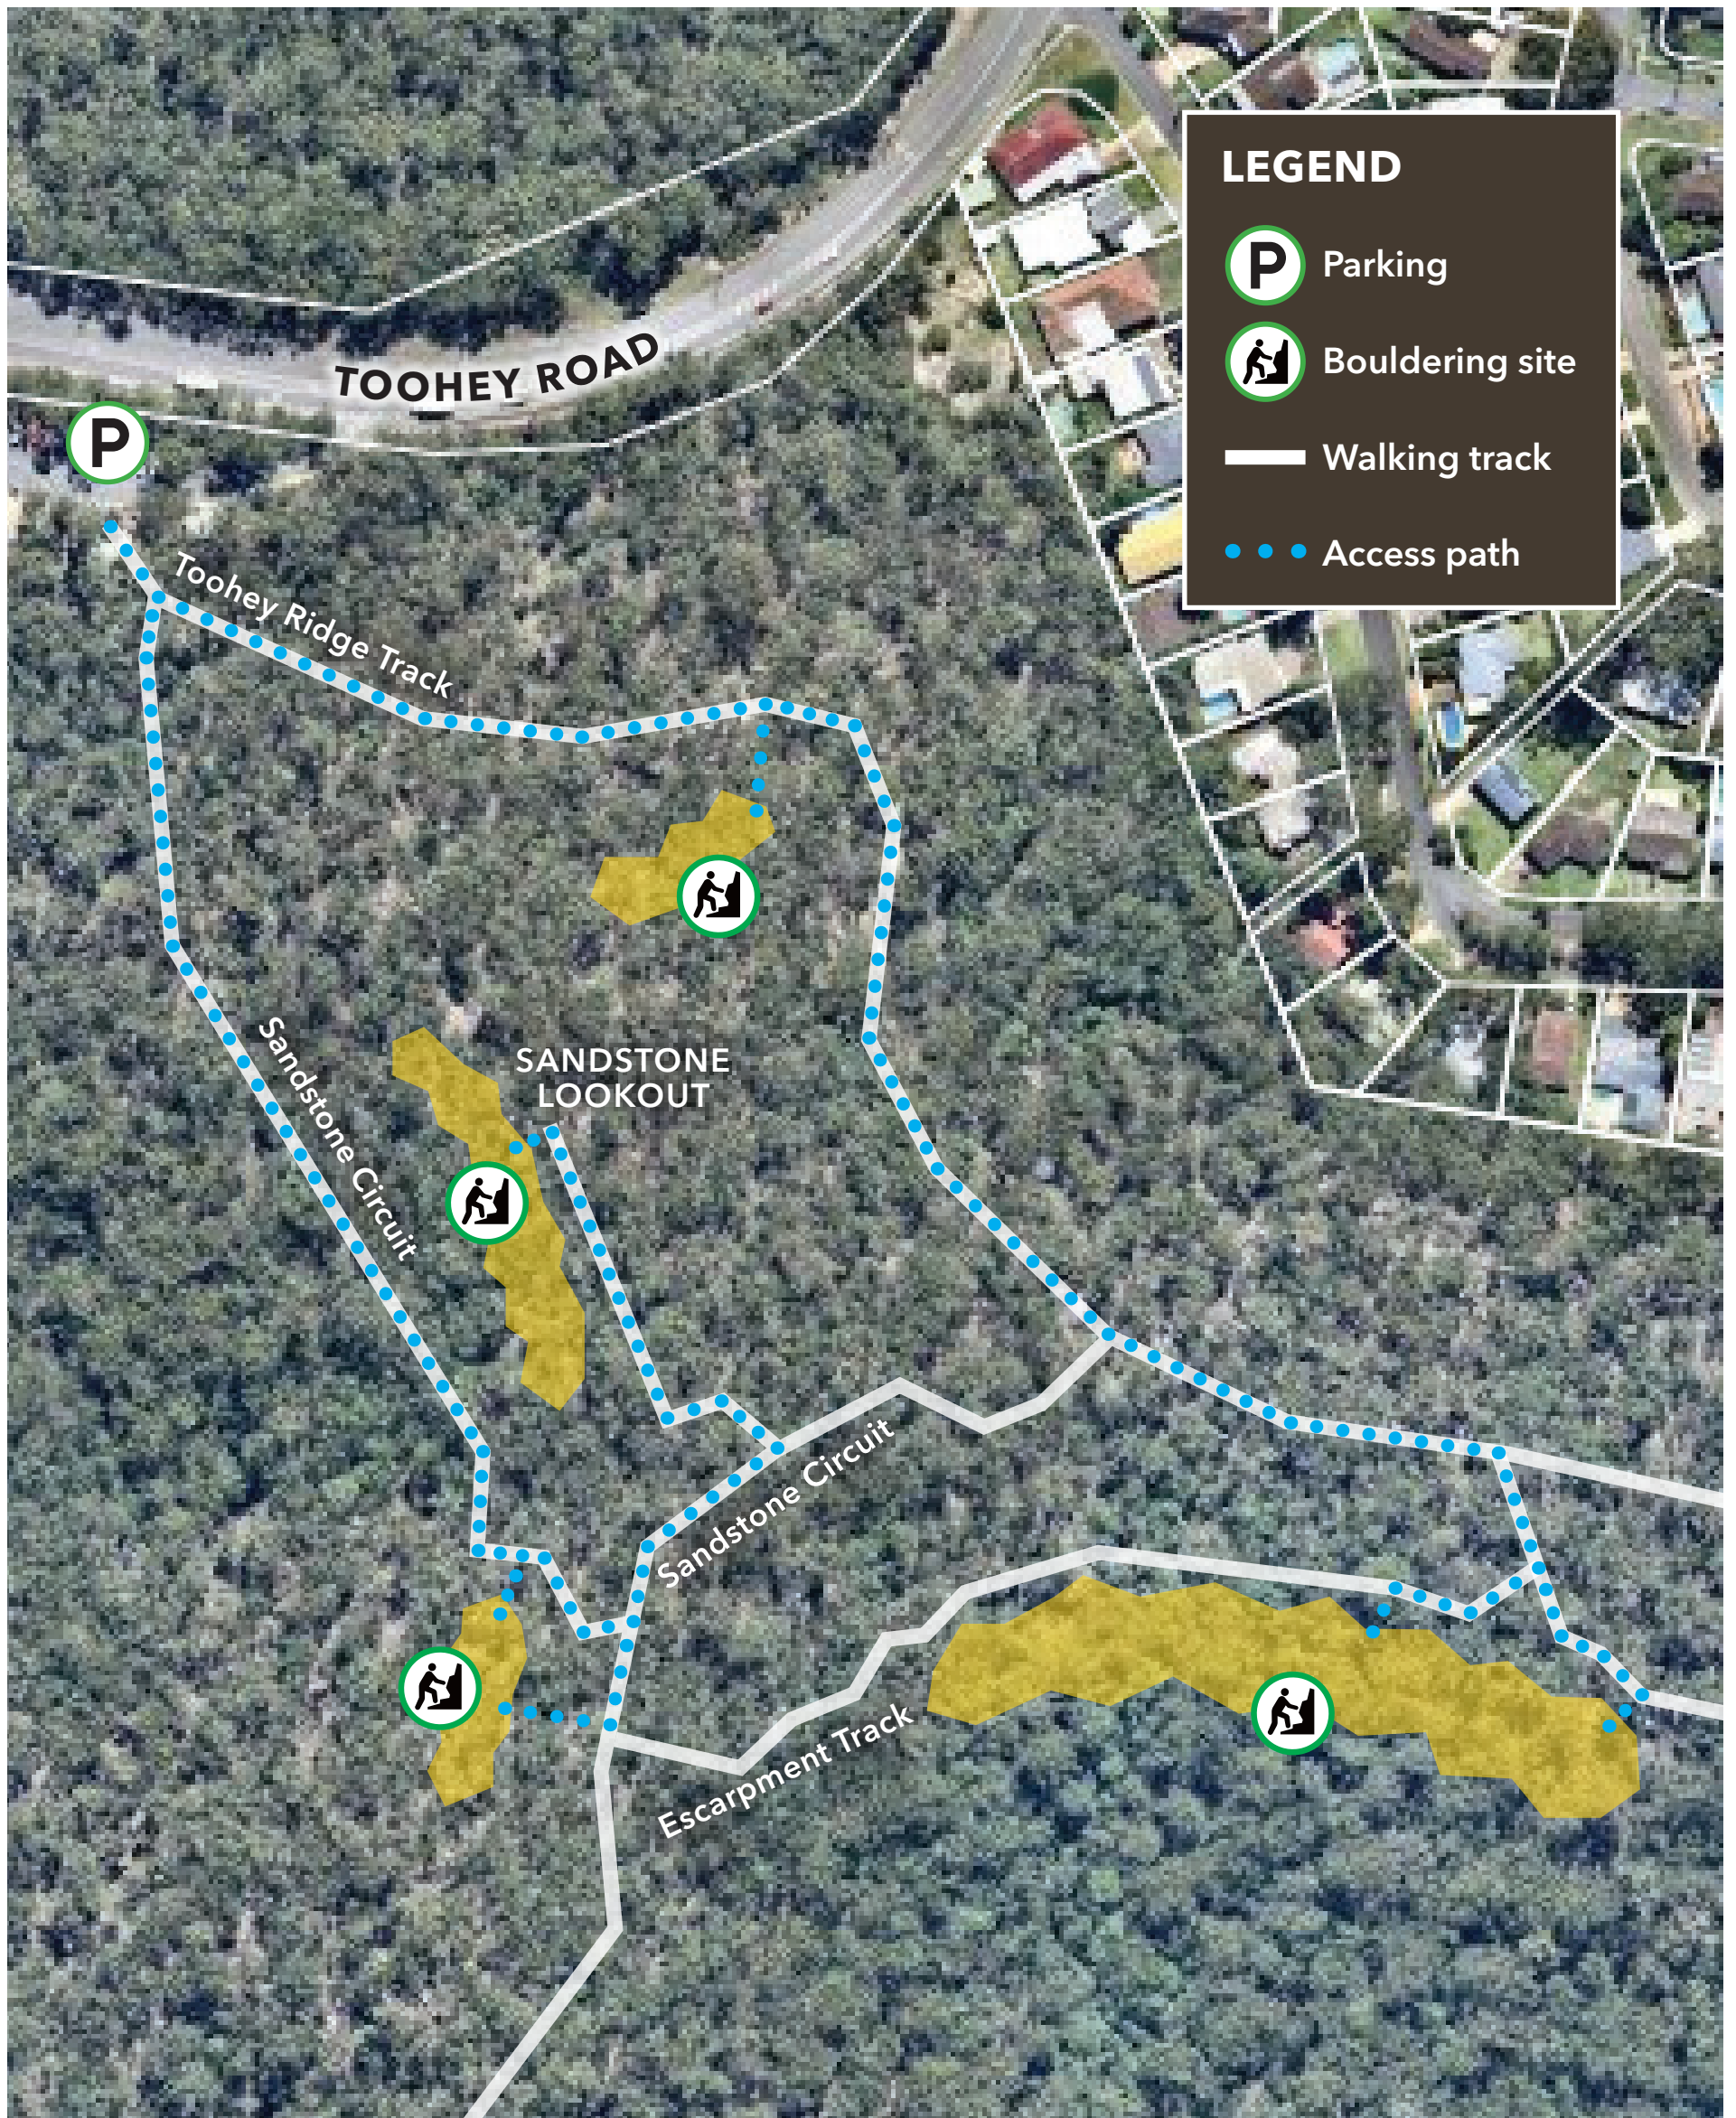 TOOHEY ROAD
LEGEND
P Parking
Bouldering site
Walking track
Access path
P
Toohey Ridge Track
SANDSTONE
LOOKOUT
Sandstone Circuit
Sandstone Circuit
Escarpment Track